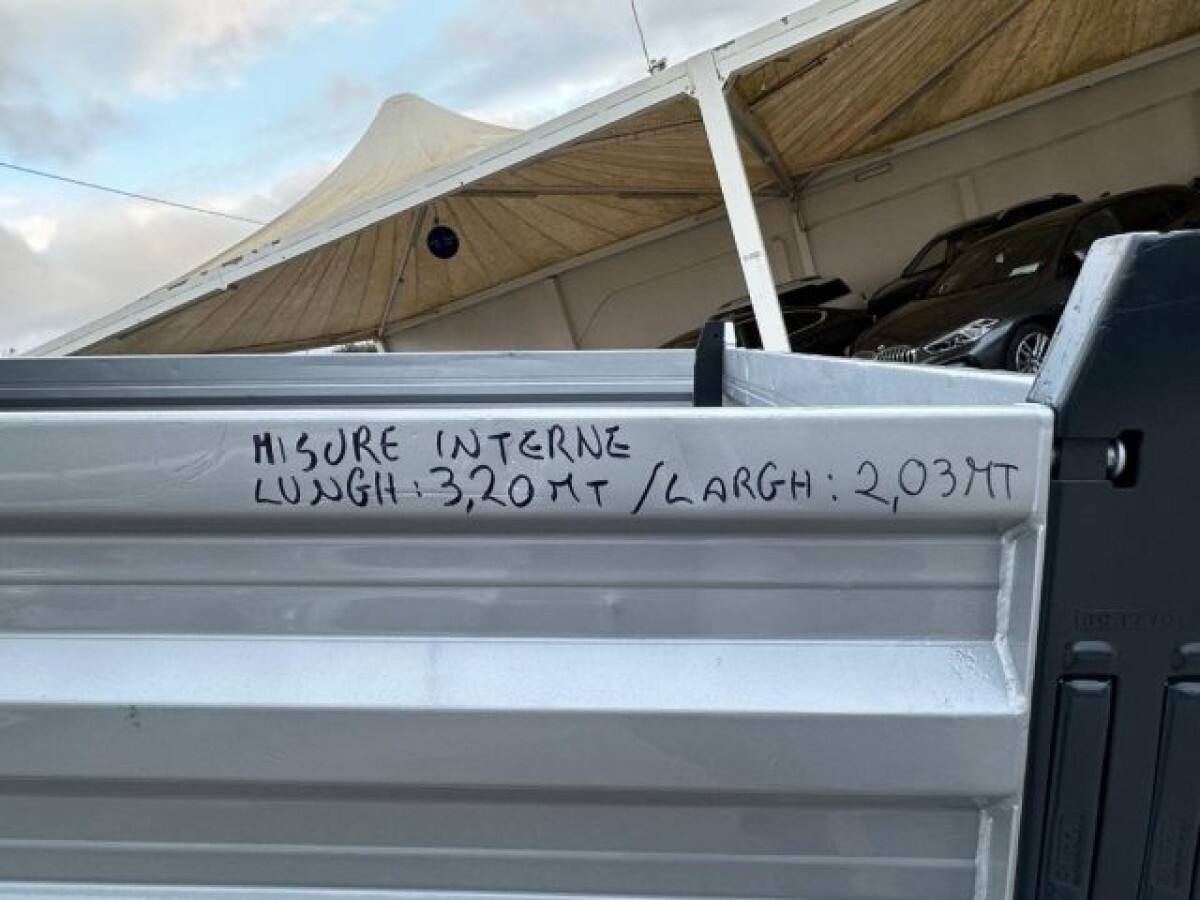 MISURE INTERNE
LUNGH: 3,20 MT / LARGH: 2,03 MT